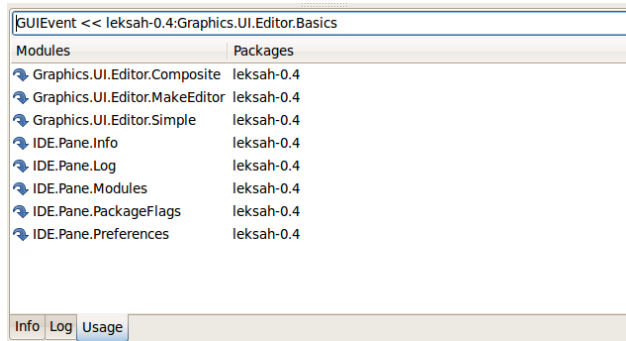 GUIEvent << leksah-0.4:Graphics.UI.Editor.Basics
Modules Packages
Graphics.UI.Editor.Composite leksah-0.4
Graphics.UI.Editor.MakeEditor leksah-0.4
Graphics.UI.Editor.Simple leksah-0.4
IDE.Pane.Info leksah-0.4
IDE.Pane.Log leksah-0.4
IDE.Pane.Modules leksah-0.4
IDE.Pane.PackageFlags leksah-0.4
IDE.Pane.Preferences leksah-0.4
Info Log Usage